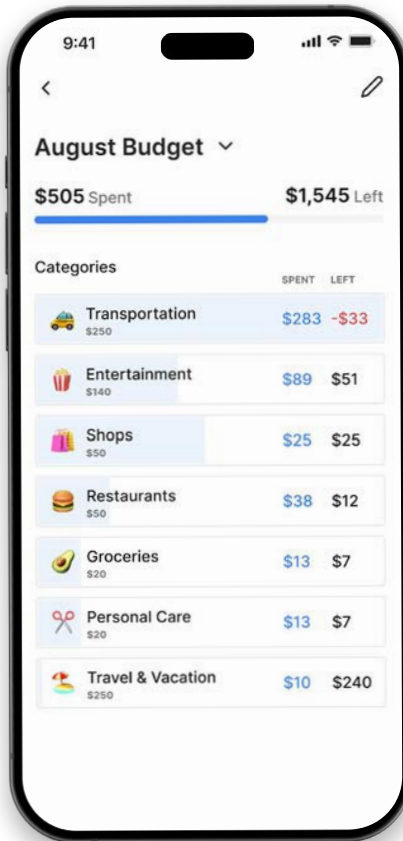 9:41
August Budget
$505 Spent $1,545 Left
Categories
SPENT LEFT
Transportation
$250
$283 -$33
Entertainment
$140
$89 $51
Shops
$50
$25 $25
Restaurants
$50
$38 $12
Groceries
$20
$13 $7
Personal Care
$20
$13 $7
Travel & Vacation
$250
$10 $240